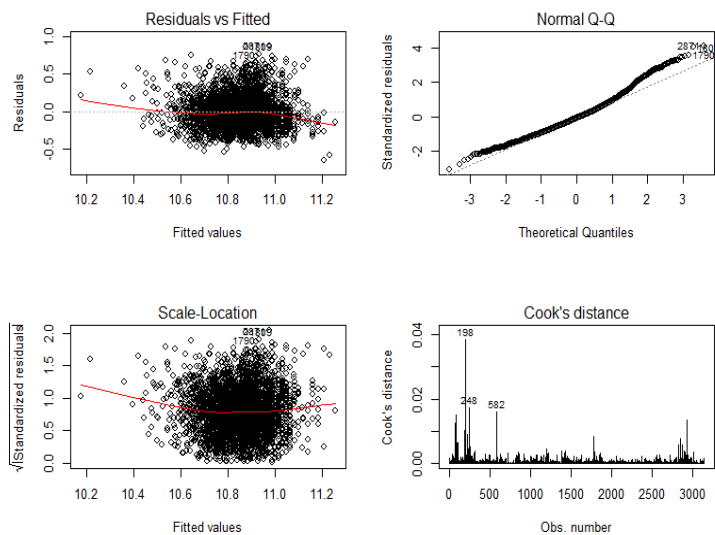 Residuals vs Fitted
Residuals
1.0
0.5
0.0
-0.5
1790
10.2 10.4 10.6 10.8 11.0 11.2
Fitted values
Normal Q-Q
Standardized residuals
4
2
0
-2
1790
-3 -2 -1 0 1 2 3
Theoretical Quantiles
Scale-Location
√|Standardized residuals|
2.0
1.5
1.0
0.5
0.0
1790
10.2 10.4 10.6 10.8 11.0 11.2
Fitted values
Cook's distance
Cook's distance
0.04
0.02
0.00
198
248
582
0 500 1000 1500 2000 2500 3000
Obs. number